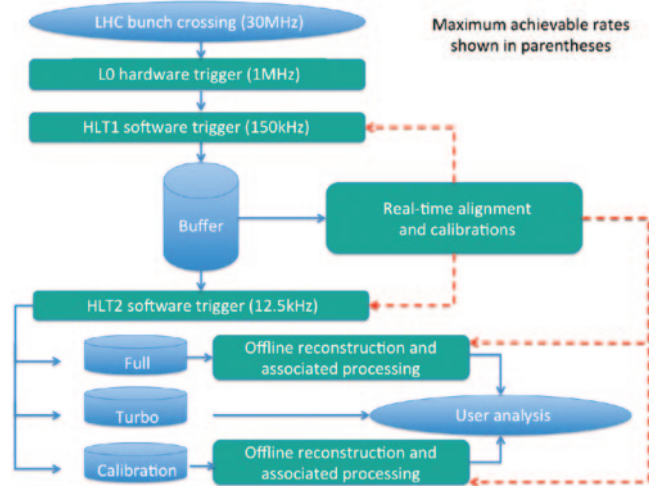 LHC bunch crossing (30MHz)
Maximum achievable rates
shown in parentheses
L0 hardware trigger (1MHz)
HLT1 software trigger (150kHz)
Buffer
Real-time alignment
and calibrations
HLT2 software trigger (12.5kHz)
Full
Offline reconstruction and
associated processing
Turbo
User analysis
Calibration
Offline reconstruction and
associated processing